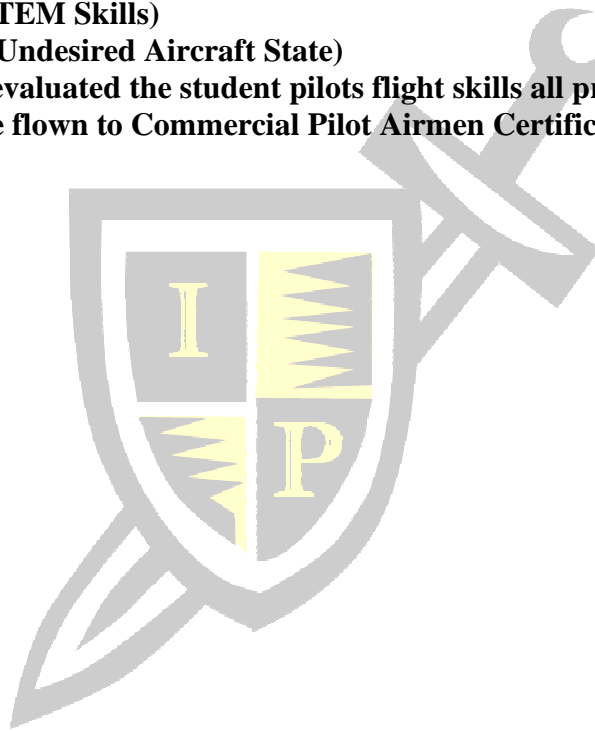 TEM Skills)
Undesired Aircraft State)
evaluated the student pilots flight skills all pr
e flown to Commercial Pilot Airmen Certific
I
P